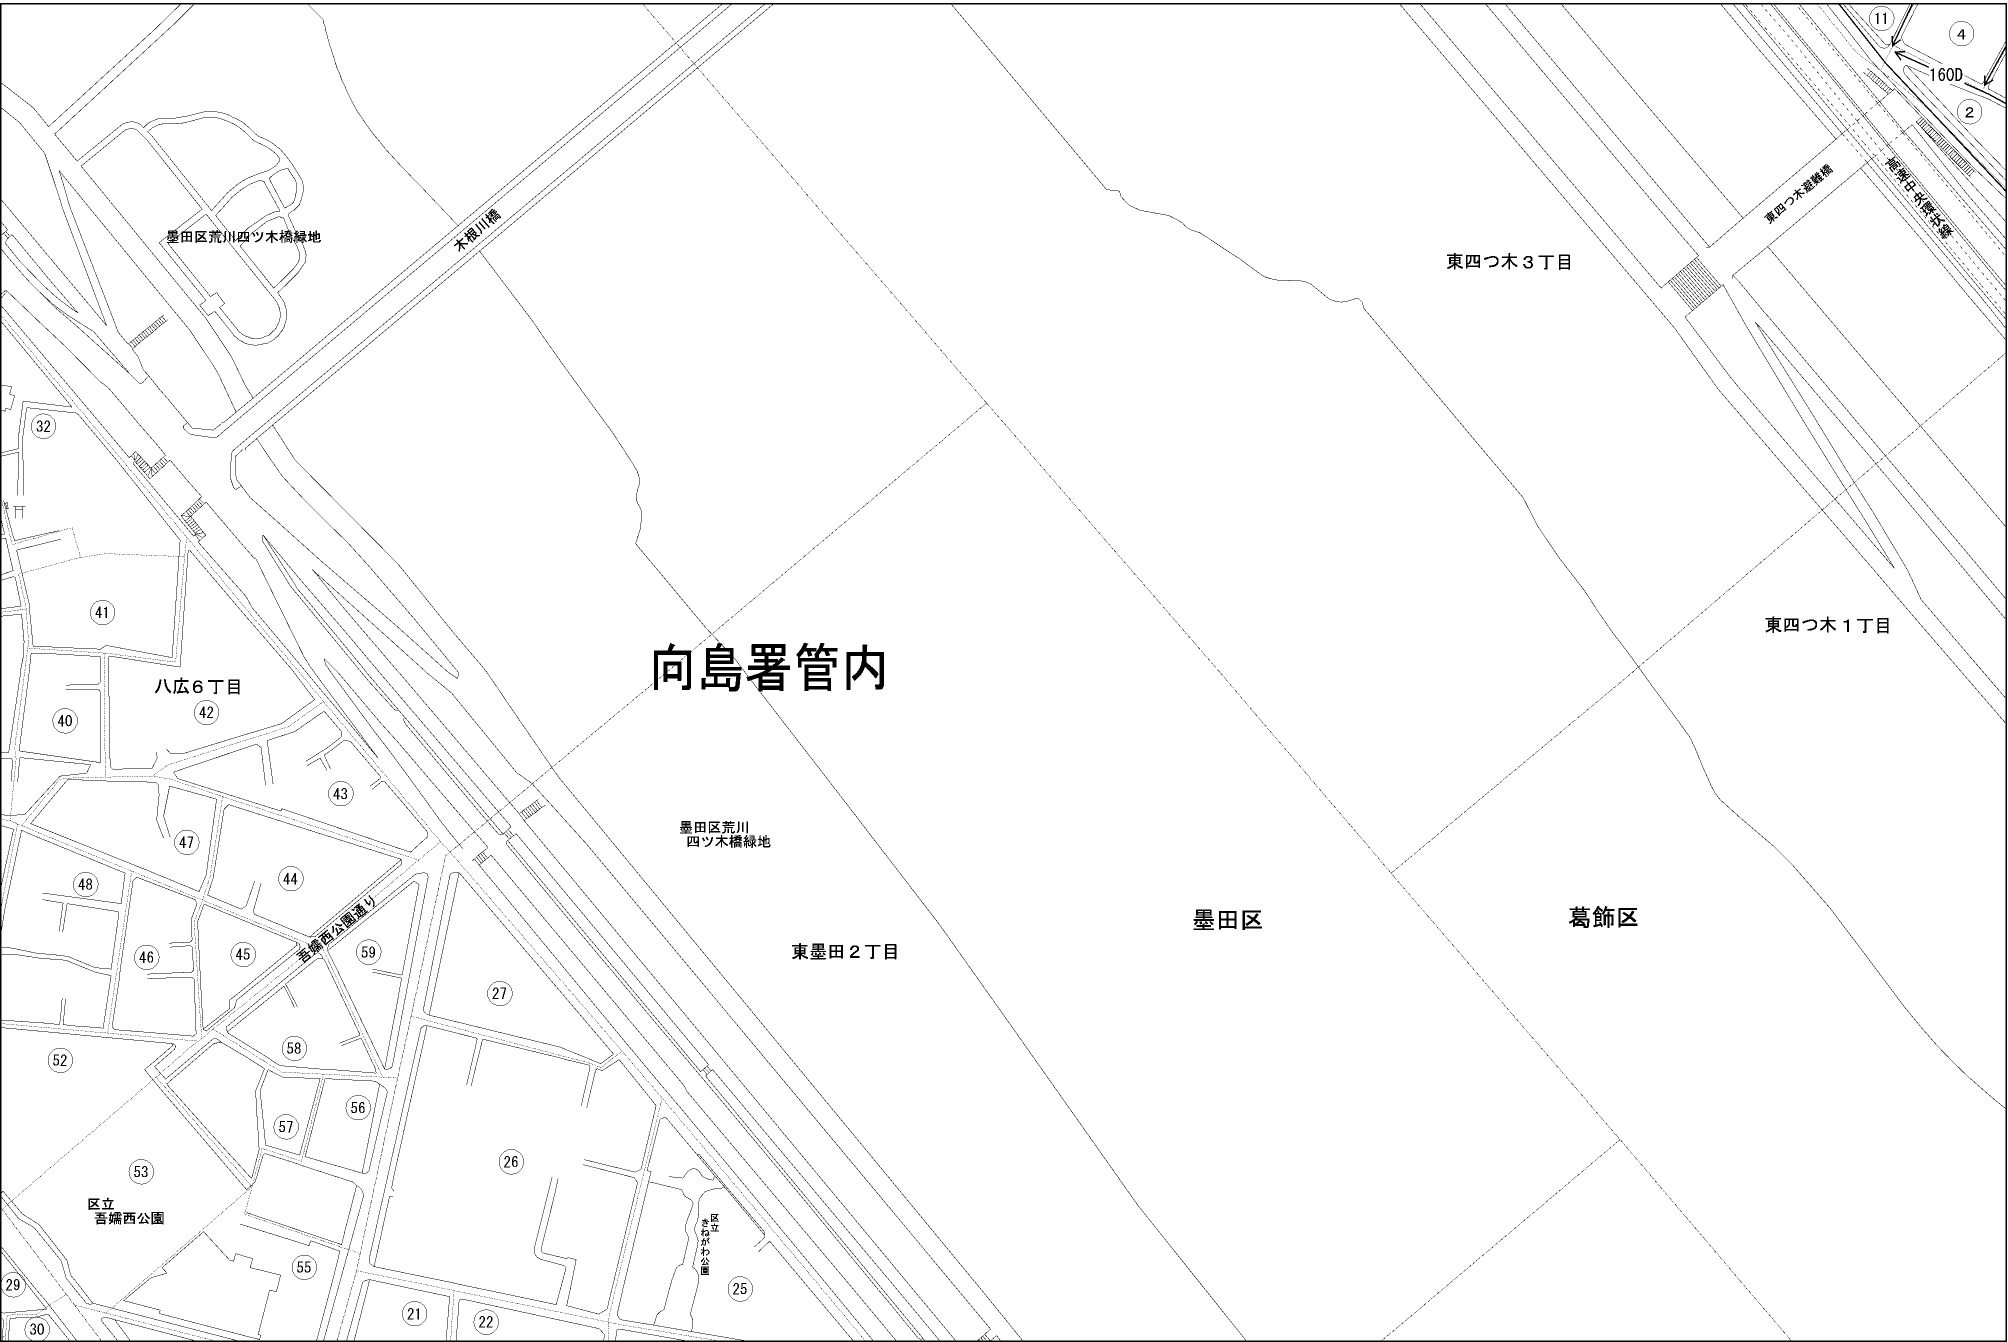 11
4
160D
2
高速中央環状線
東四つ木避難橋
木根川橋
墨田区荒川四ツ木橋緑地
東四つ木３丁目
32
41
東四つ木１丁目
向島署管内
八広６丁目
42
40
43
墨田区荒川
四ツ木橋緑地
47
44
48
吾嬬西公園通り
墨田区
葛飾区
59
45
46
東墨田２丁目
27
58
52
56
57
26
53
区立
吾嬬西公園
区立
きねがわ公園
55
29
25
21
22
30